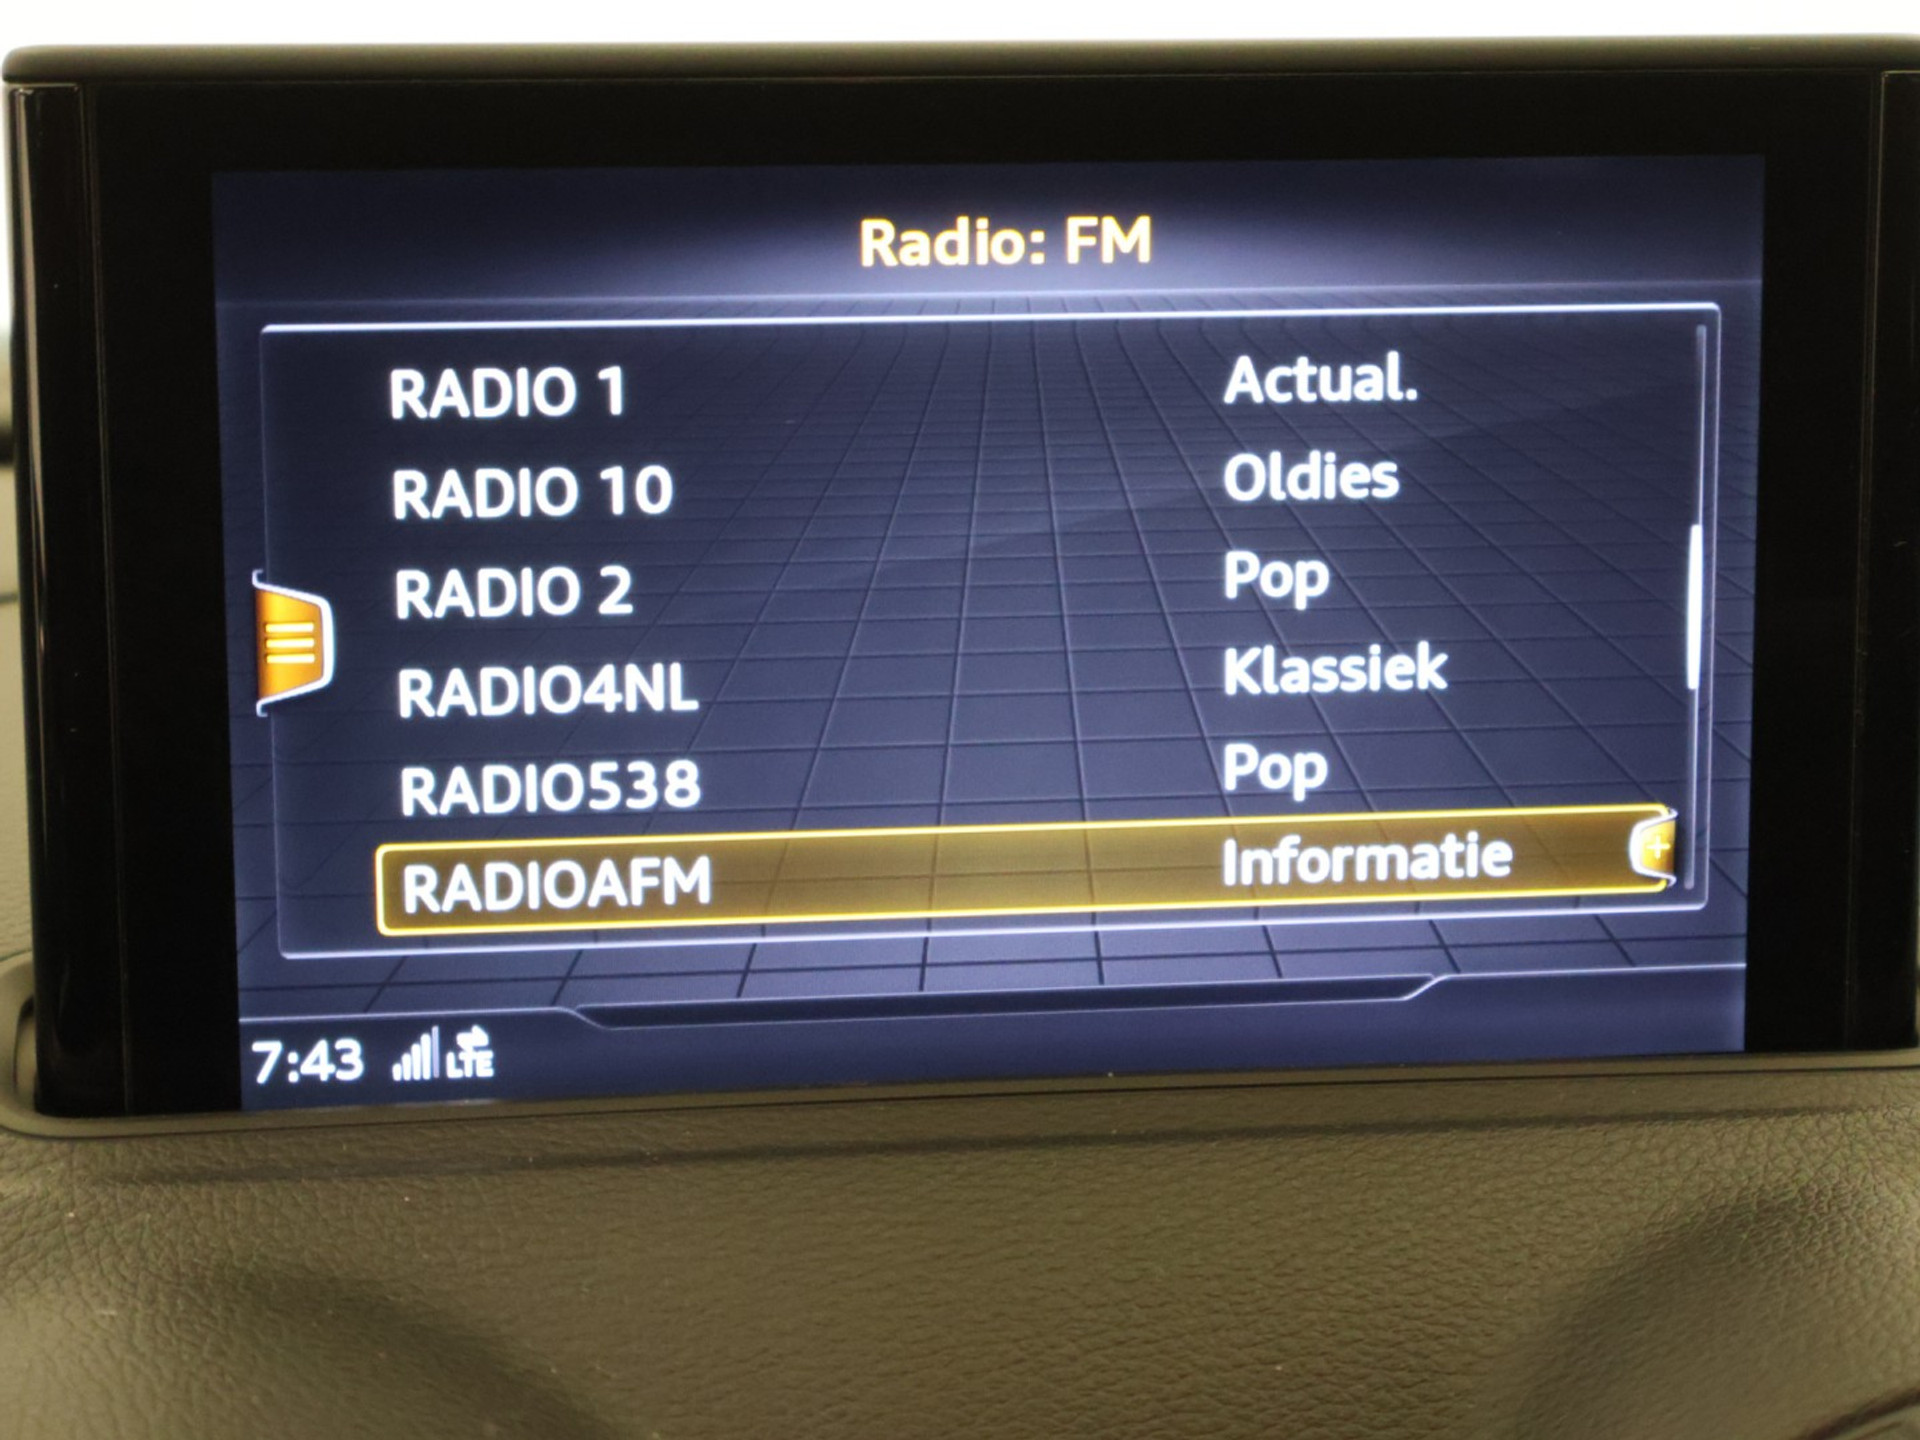 Radio: FM
RADIO 1 Actual.
RADIO 10 Oldies
RADIO 2 Pop
RADIO4NL Klassiek
RADIO538 Pop
RADIOAFM Informatie
7:43 LTE